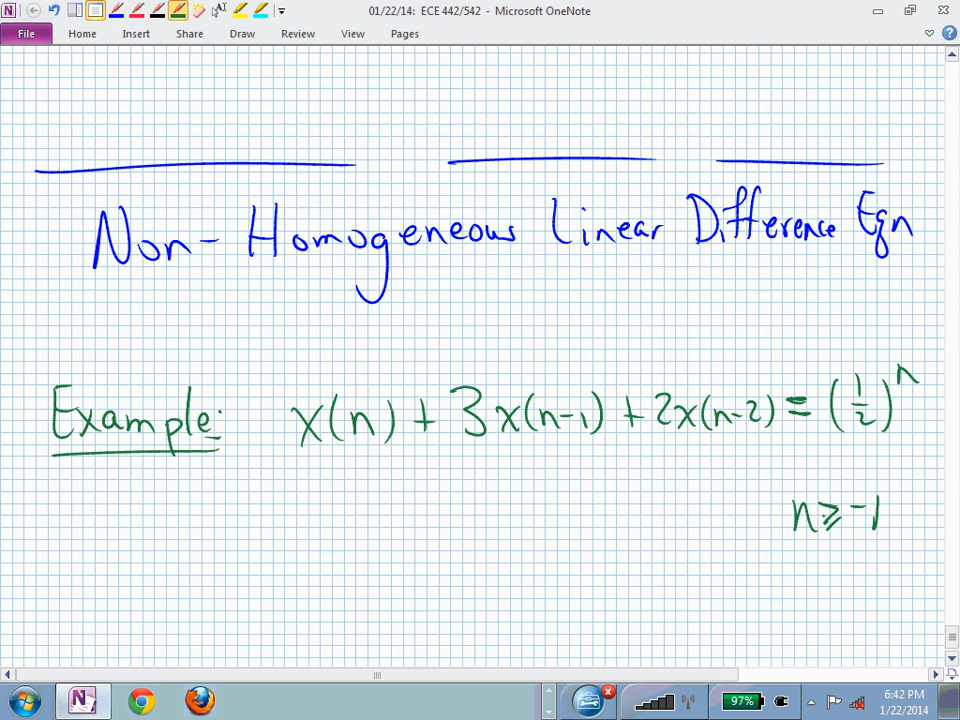 01/22/14: ECE 442/542 - Microsoft OneNote
File Home Insert Share Draw Review View Pages
Non-Homogeneous Linear Difference Eqn
Example: x(n) + 3x(n-1) + 2x(n-2) = (1/2)^n
n ≥ -1
97%
6:42 PM
1/22/2014